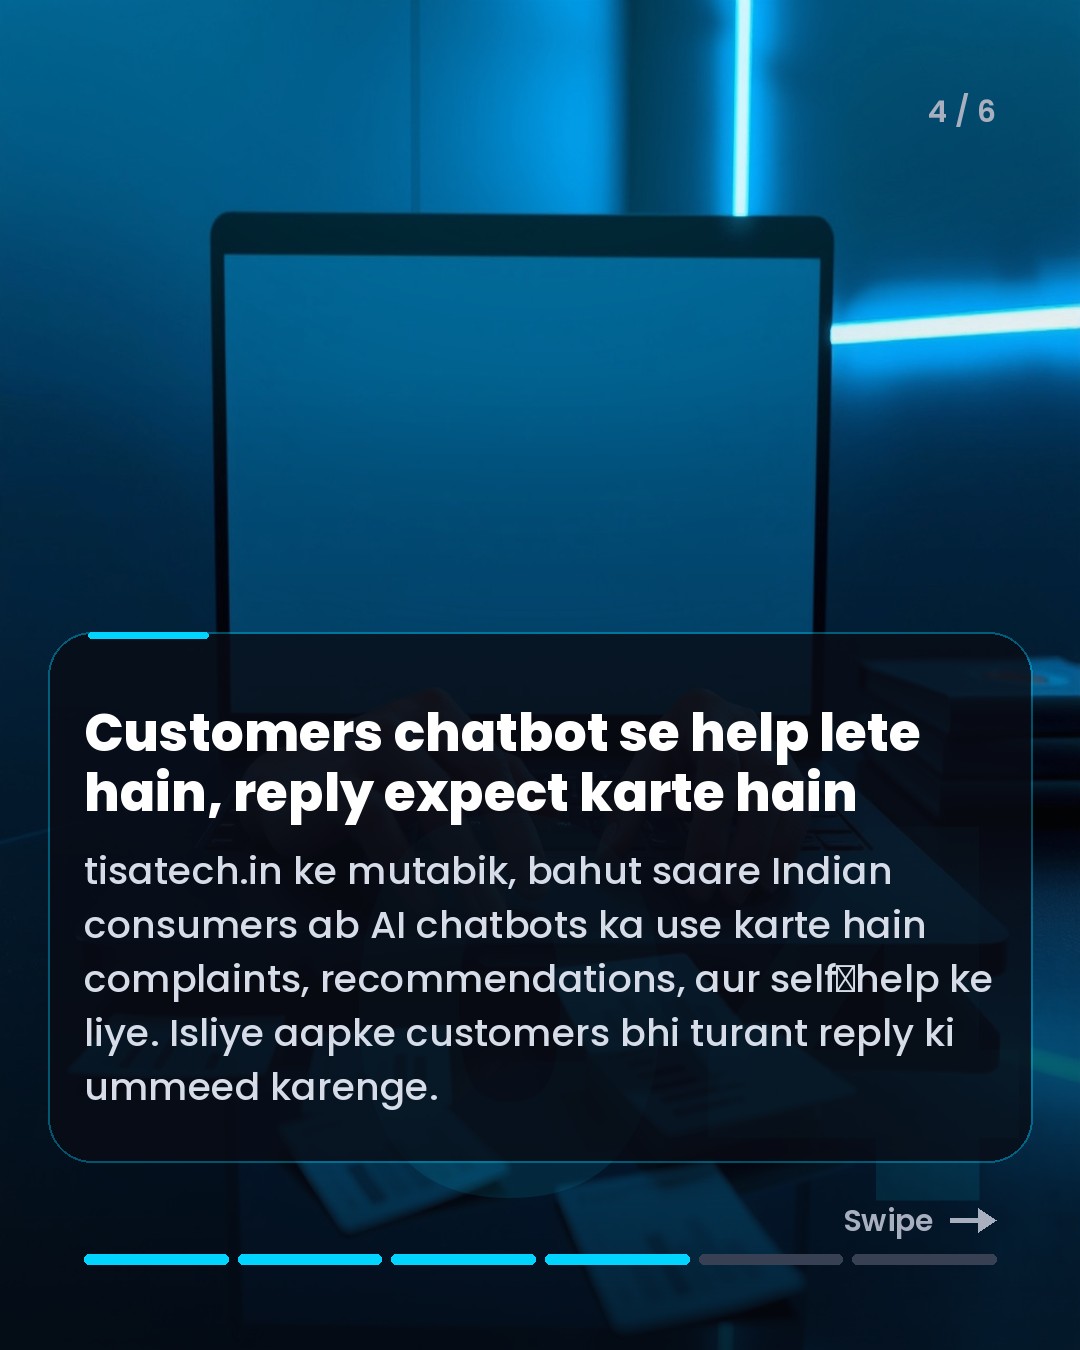 4 / 6
Customers chatbot se help lete
hain, reply expect karte hain
tisatech.in ke mutabik, bahut saare Indian
consumers ab AI chatbots ka use karte hain
complaints, recommendations, aur self☒help ke
liye. Isliye aapke customers bhi turant reply ki
ummeed karenge.
Swipe →